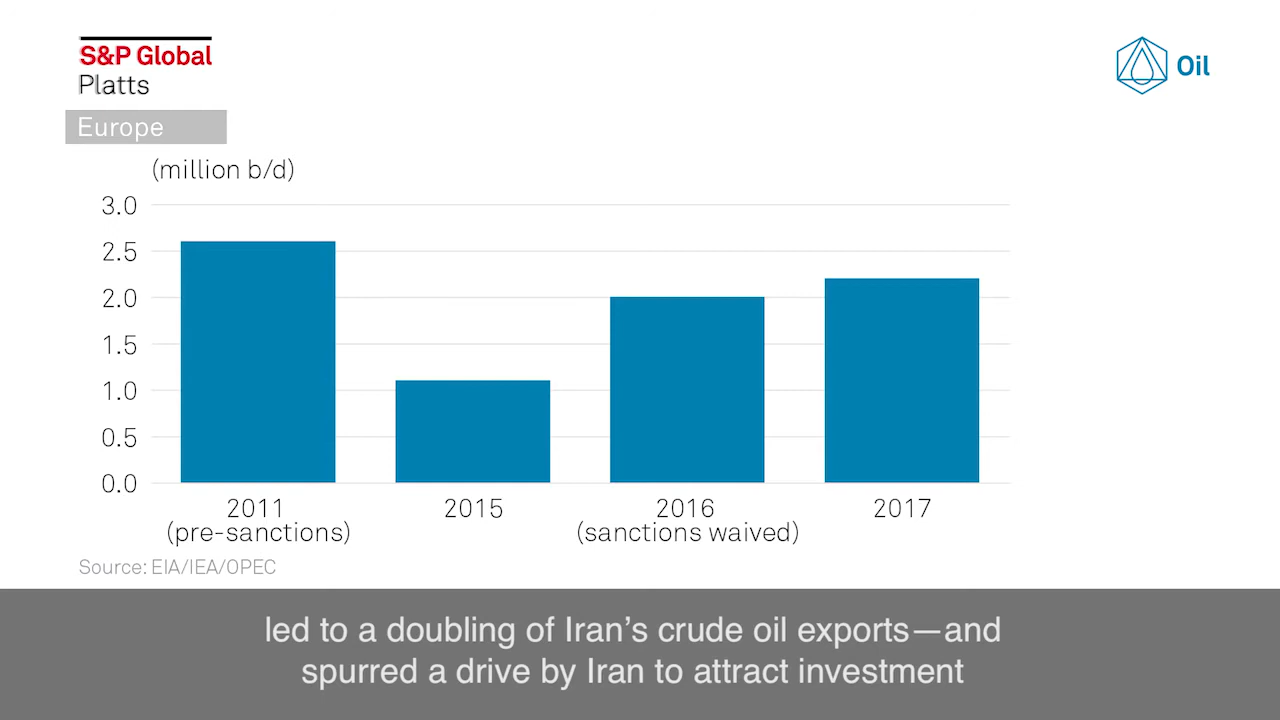 S&P Global
Platts
Oil
Europe
(million b/d)
3.0
2.5
2.0
1.5
1.0
0.5
0.0
2011 2015 2016 2017
(pre-sanctions) (sanctions waived)
Source: EIA/IEA/OPEC
led to a doubling of Iran’s crude oil exports—and
spurred a drive by Iran to attract investment